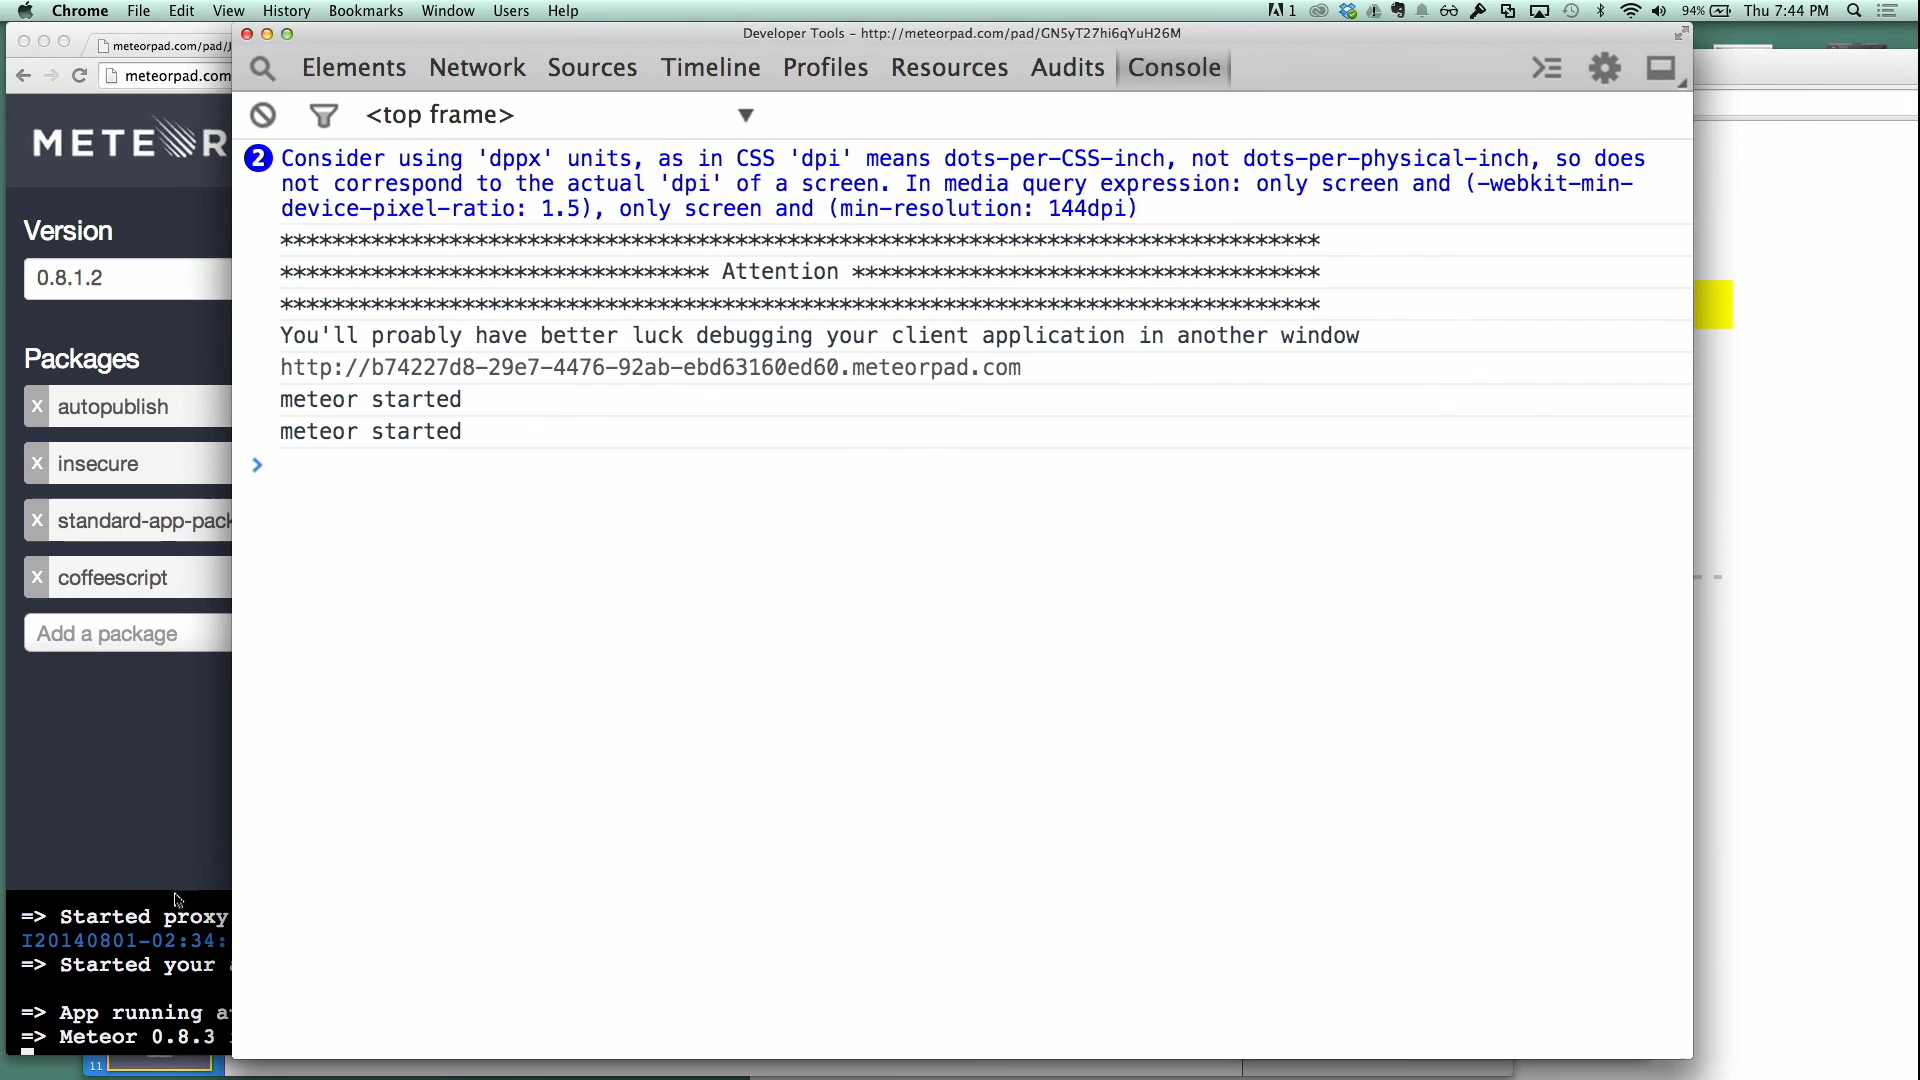 Chrome File Edit View History Bookmarks Window Users Help
1 94% Thu 7:44 PM
Developer Tools - http://meteorpad.com/pad/GN5yT27hi6qYuH26M
meteorpad.com/pad/J
meteorpad.com
Elements Network Sources Timeline Profiles Resources Audits Console
<top frame>
METEOR
Version
0.8.1.2
Packages
x autopublish
x insecure
x standard-app-pack
x coffeescript
Add a package
2 Consider using 'dppx' units, as in CSS 'dpi' means dots-per-CSS-inch, not dots-per-physical-inch, so does
not correspond to the actual 'dpi' of a screen. In media query expression: only screen and (-webkit-min-
device-pixel-ratio: 1.5), only screen and (min-resolution: 144dpi)
********************************************************************************
********************************* Attention ************************************
********************************************************************************
You'll proably have better luck debugging your client application in another window
http://b74227d8-29e7-4476-92ab-ebd63160ed60.meteorpad.com
meteor started
meteor started
>
=> Started proxy
I20140801-02:34:
=> Started your
=> App running a
=> Meteor 0.8.3
11